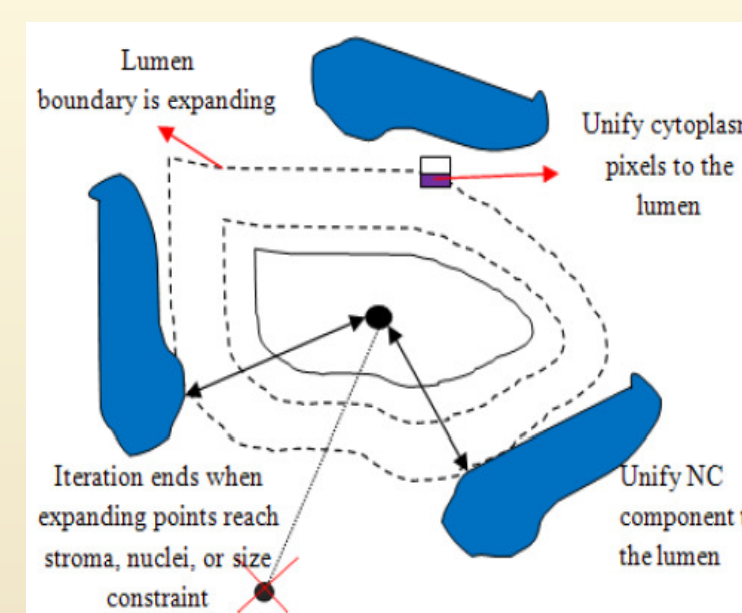 Lumen
boundary is expanding
Unify
pixels to the
lumen
Iteration ends when
expanding points reach
stroma, nuclei, or size
constraint
Unify NC
component
the lumen